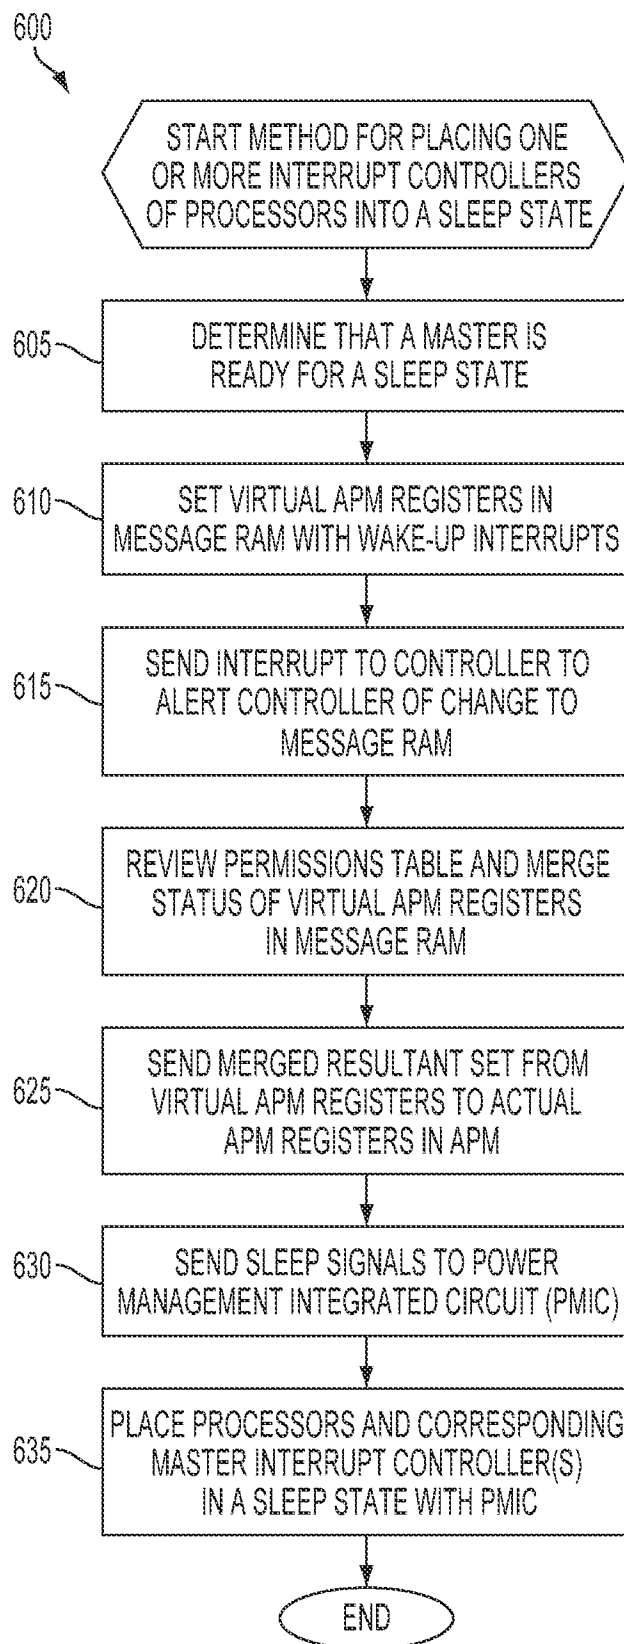 600
START METHOD FOR PLACING ONE
OR MORE INTERRUPT CONTROLLERS
OF PROCESSORS INTO A SLEEP STATE
605
DETERMINE THAT A MASTER IS
READY FOR A SLEEP STATE
610
SET VIRTUAL APM REGISTERS IN
MESSAGE RAM WITH WAKE-UP INTERRUPTS
615
SEND INTERRUPT TO CONTROLLER TO
ALERT CONTROLLER OF CHANGE TO
MESSAGE RAM
620
REVIEW PERMISSIONS TABLE AND MERGE
STATUS OF VIRTUAL APM REGISTERS
IN MESSAGE RAM
625
SEND MERGED RESULTANT SET FROM
VIRTUAL APM REGISTERS TO ACTUAL
APM REGISTERS IN APM
630
SEND SLEEP SIGNALS TO POWER
MANAGEMENT INTEGRATED CIRCUIT (PMIC)
635
PLACE PROCESSORS AND CORRESPONDING
MASTER INTERRUPT CONTROLLER(S)
IN A SLEEP STATE WITH PMIC
END